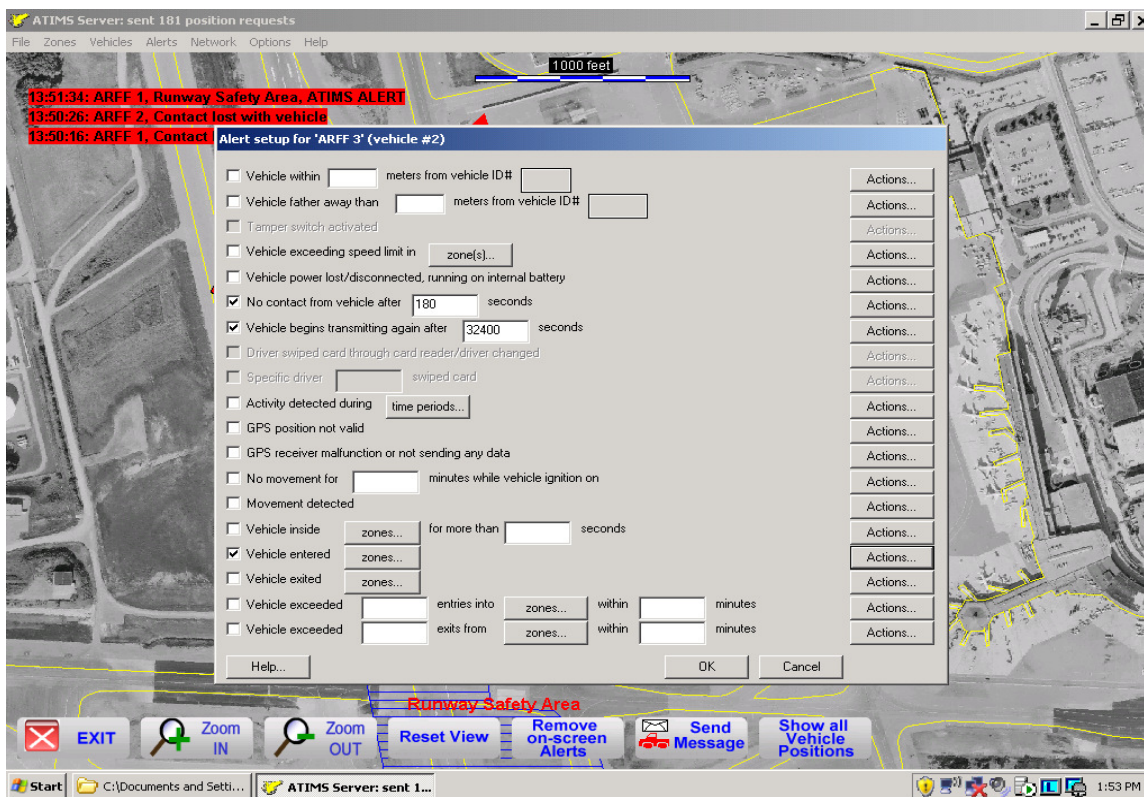 ATIMS Server: sent 181 position requests
File Zones Vehicles Alerts Network Options Help
1000 feet
13:51:34: ARFF 1, Runway Safety Area, ATIMS ALERT
13:50:26: ARFF 2, Contact lost with vehicle
13:50:16: ARFF 1, Contact
Alert setup for 'ARFF 3' (vehicle #2)
Vehicle within meters from vehicle ID# Actions...
Vehicle father away than meters from vehicle ID# Actions...
Tamper switch activated Actions...
Vehicle exceeding speed limit in zone(s)... Actions...
Vehicle power lost/disconnected, running on internal battery Actions...
No contact from vehicle after 180 seconds Actions...
Vehicle begins transmitting again after 32400 seconds Actions...
Driver swiped card through card reader/driver changed Actions...
Specific driver swiped card Actions...
Activity detected during time periods... Actions...
GPS position not valid Actions...
GPS receiver malfunction or not sending any data Actions...
No movement for minutes while vehicle ignition on Actions...
Movement detected Actions...
Vehicle inside zones... for more than seconds Actions...
Vehicle entered zones... Actions...
Vehicle exited zones... Actions...
Vehicle exceeded entries into zones... within minutes Actions...
Vehicle exceeded exits from zones... within minutes Actions...
Help... OK Cancel
Runway Safety Area
EXIT
Zoom IN
Zoom OUT
Reset View
Remove on-screen Alerts
Send Message
Show all Vehicle Positions
Start C:\Documents and Setti... ATIMS Server: sent 1... 1:53 PM